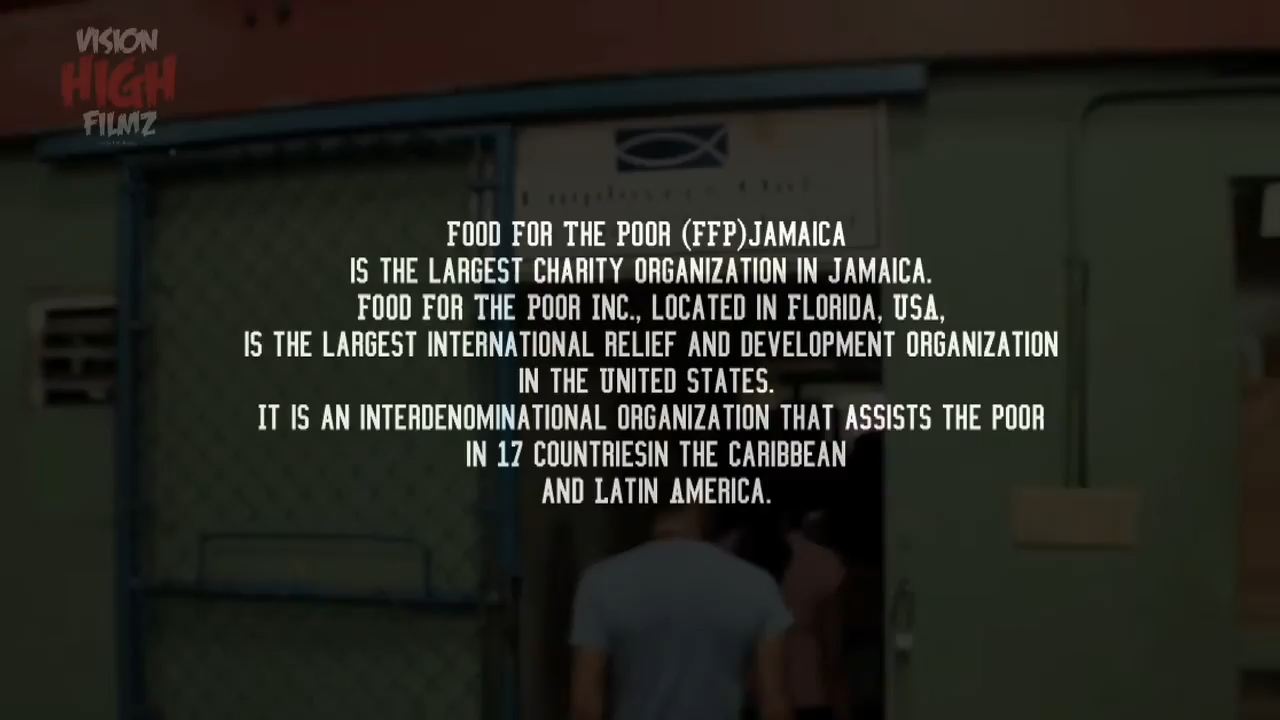 VISION
HIGH
FILMZ
FOOD FOR THE POOR (FFP)JAMAICA
IS THE LARGEST CHARITY ORGANIZATION IN JAMAICA.
FOOD FOR THE POOR INC., LOCATED IN FLORIDA, USA,
IS THE LARGEST INTERNATIONAL RELIEF AND DEVELOPMENT ORGANIZATION
IN THE UNITED STATES.
IT IS AN INTERDENOMINATIONAL ORGANIZATION THAT ASSISTS THE POOR
IN 17 COUNTRIESIN THE CARIBBEAN
AND LATIN AMERICA.